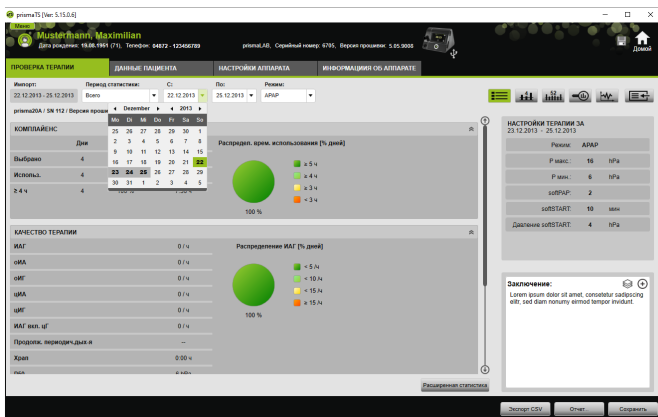 prismaTS [Ver: 5.15.0.6]
Меню
Mustermann, Maximilian
Дата рождения: 19.08.1951 (71), Телефон: 04872 - 123456789
prismaLAB, Серийный номер: 6705, Версия прошивки: 5.05.9008
Домой
ПРОВЕРКА ТЕРАПИИ
ДАННЫЕ ПАЦИЕНТА
НАСТРОЙКИ АППАРАТА
ИНФОРМАЦИИЯ ОБ АППАРАТЕ
Импорт:
Период статистики:
С:
По:
Режим:
22.12.2013 - 25.12.2013
Всего
22.12.2013
25.12.2013
APAP
prisma20A / SN 112 / Версия прош
Dezember 2013
Mo Di Mi Do Fr Sa So
25 26 27 28 29 30 1
2 3 4 5 6 7 8
9 10 11 12 13 14 15
16 17 18 19 20 21 22
23 24 25 26 27 28 29
30 31 1 2 3 4 5
КОМПЛАЙЕНС
Дни
Выбрано 4
Использ. 4
≥ 4 ч 4
Распредел. врем. использования [% дней]
≥ 5 ч
≥ 4 ч
≥ 3 ч
< 3 ч
100 %
КАЧЕСТВО ТЕРАПИИ
ИАГ 0 / ч
оИА 0 / ч
оИГ 0 / ч
цИА 0 / ч
цИГ 0 / ч
ИАГ вкл. цГ 0 / ч
Продолж. периодич.дых-я --
Храп 0:00 ч
Распределение ИАГ [% дней]
< 5 /ч
< 10 /ч
< 15 /ч
≥ 15 /ч
100 %
Расширенная статистика
НАСТРОЙКИ ТЕРАПИИ ЗА
23.12.2013 - 25.12.2013
Режим: APAP
P макс.: 16 hPa
P мин.: 6 hPa
softPAP: 2
softSTART: 10 мин
Давление softSTART: 4 hPa
Заключение:
Lorem ipsum dolor sit amet, consetetur sadipscing
elitr, sed diam nonumy eirmod tempor invidunt.
Экспорт CSV
Отчет...
Сохранить